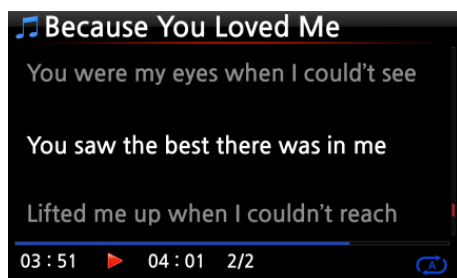 Because You Loved Me
You were my eyes when I could't see
You saw the best there was in me
Lifted me up when I couldn't reach
03 : 51 04 : 01 2/2
A